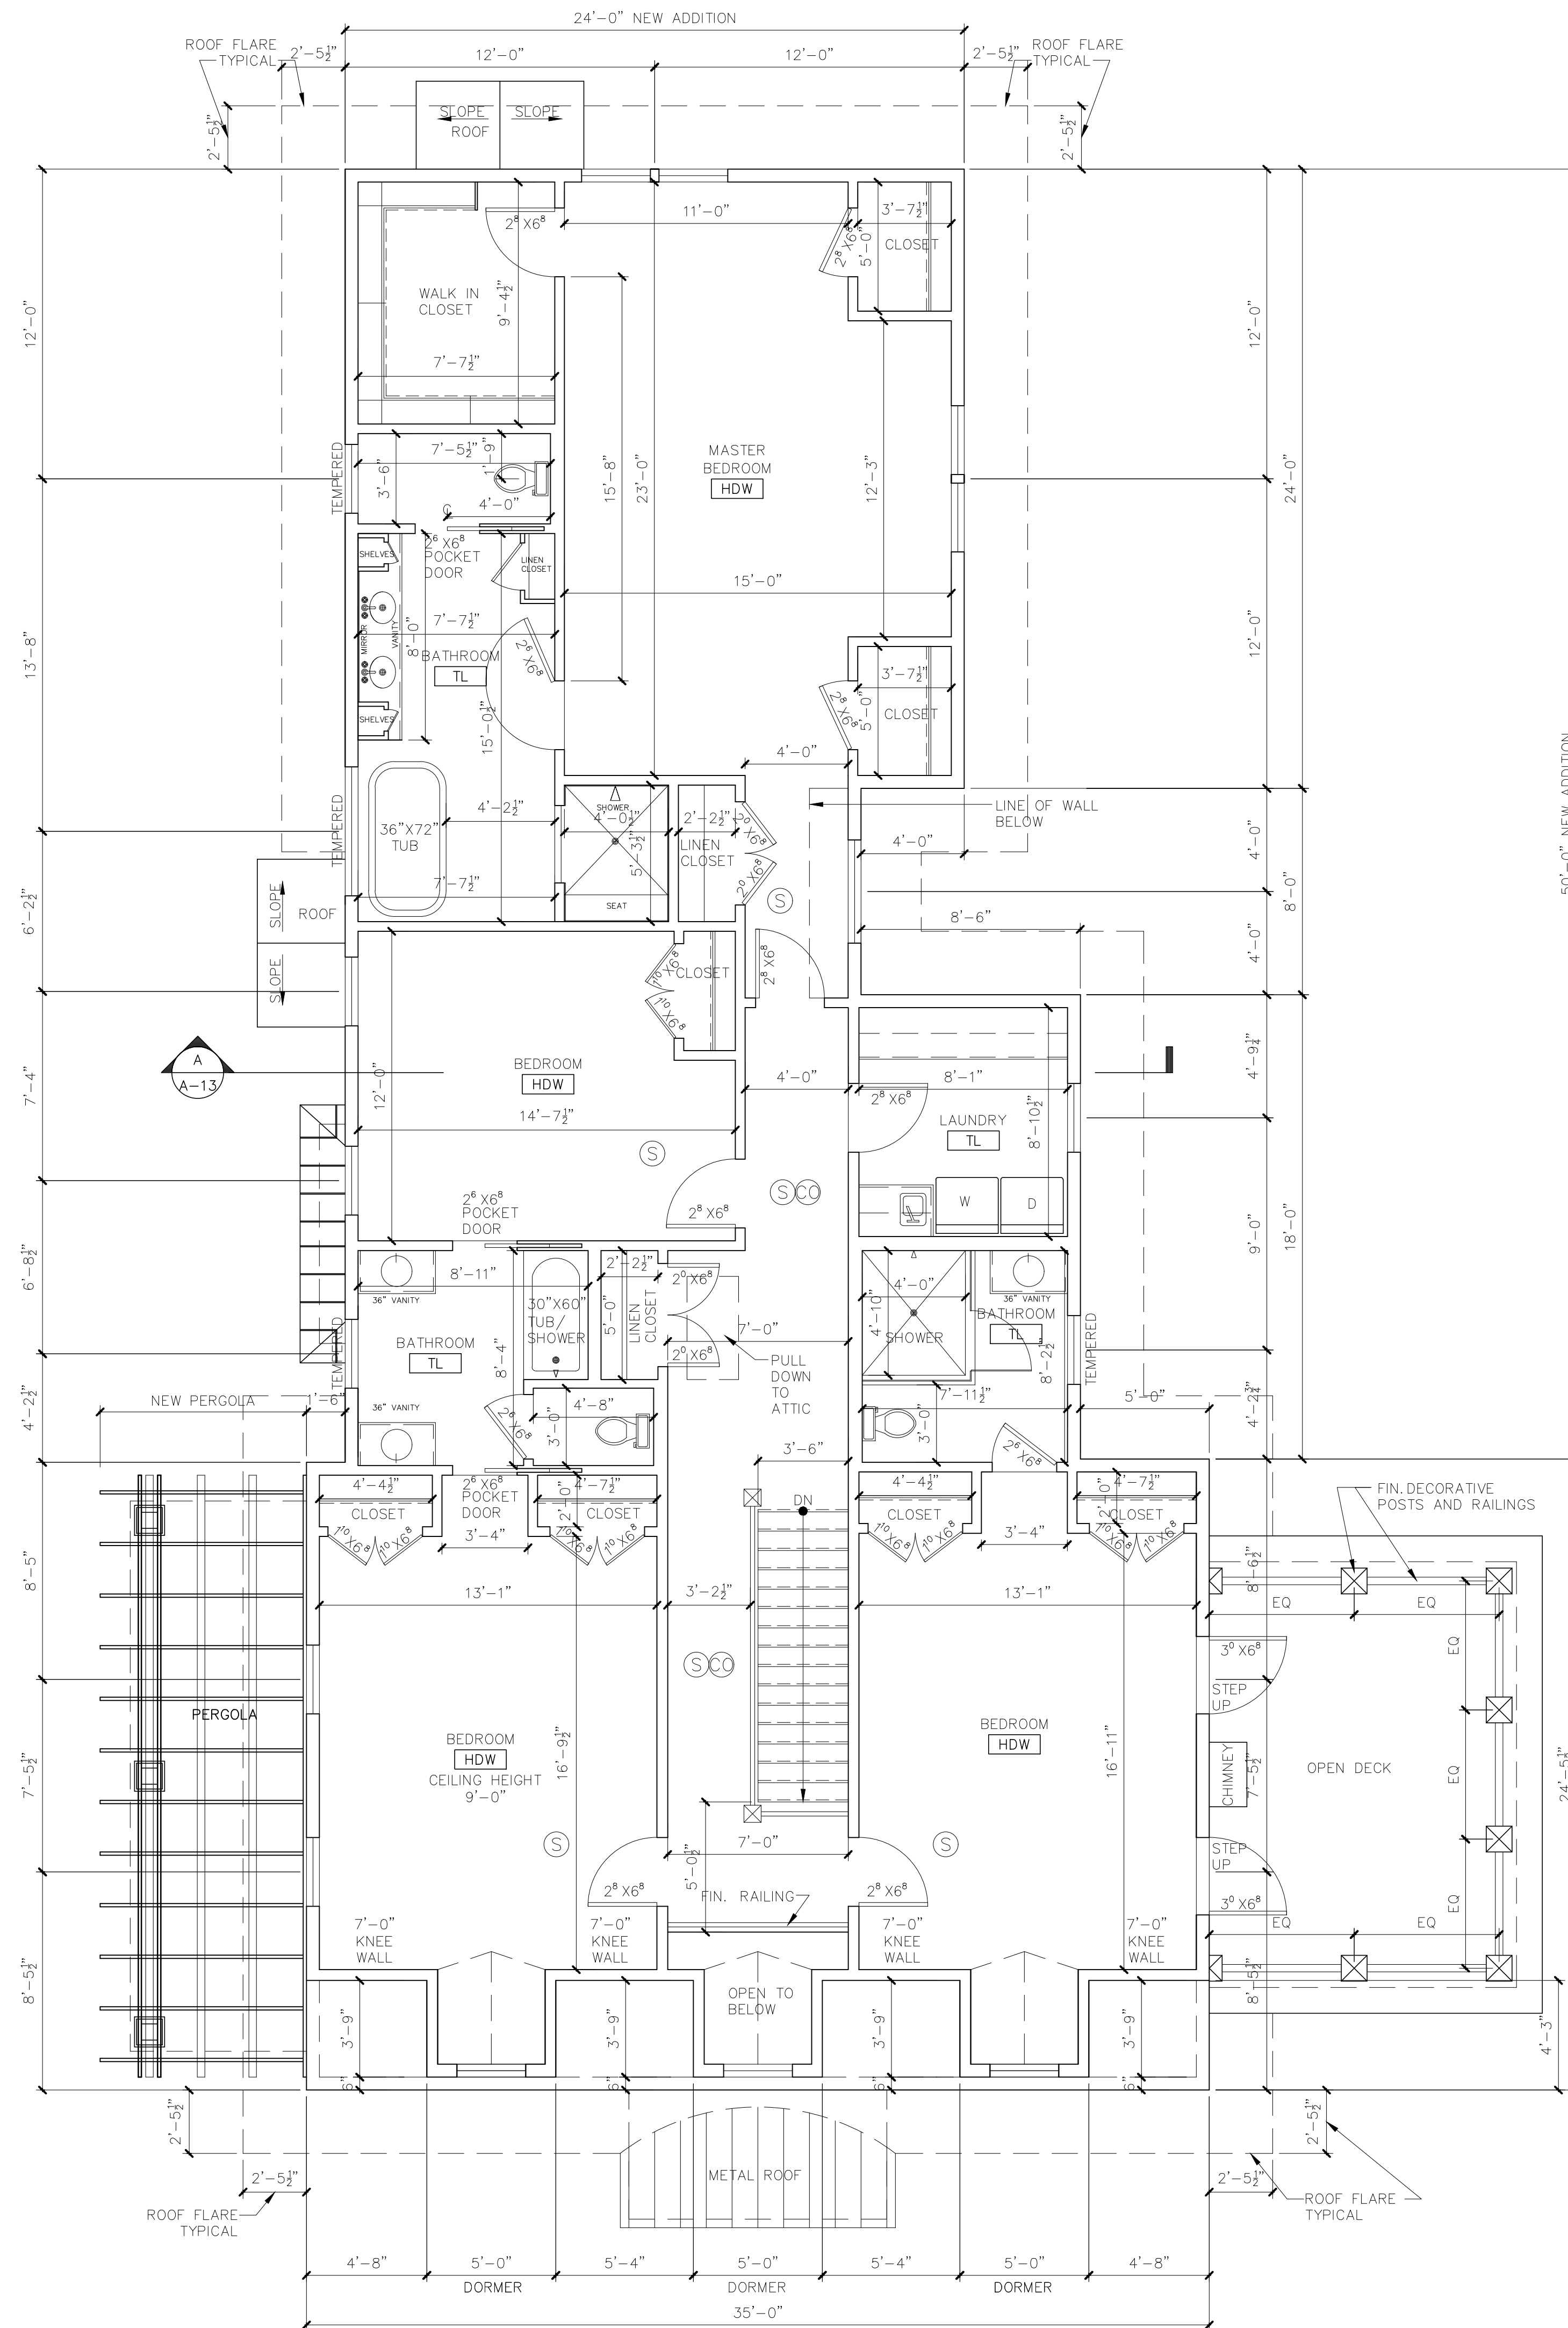 24'-0" NEW ADDITION
ROOF FLARE
TYPICAL
2'-5½"
12'-0"
12'-0"
2'-5½"
ROOF FLARE
TYPICAL
2'-5½"
SLOPE
SLOPE
ROOF
2'-5½"
11'-0"
3'-7½"
2⁸ X6⁸
2⁸ X6⁸
5'-0"
CLOSET
WALK IN
CLOSET
9'-4½"
7'-7½"
12'-0"
12'-0"
TEMPERED
7'-5½"
1'-9"
3'-6"
4'-0"
15'-8"
23'-0"
MASTER
BEDROOM
HDW
12'-3"
24'-0"
2⁶ X6⁸
POCKET
DOOR
SHELVES
LINEN
CLOSET
15'-0"
MIRROR
VANITY
8'-0"
7'-7½"
BATHROOM
TL
2⁶ X6⁸
13'-8"
12'-0"
SHELVES
15'-0½"
3'-7½"
2⁸ X6⁸
5'-0"
CLOSET
4'-0"
50'-0" NEW ADDITION
TEMPERED
36"X72"
TUB
4'-2½"
SHOWER
4'-0½"
5'-3½"
2'-2½"
LINEN
CLOSET
2⁰ X6⁸
2⁰ X6⁸
LINE OF WALL
BELOW
4'-0"
4'-0"
8'-0"
7'-7½"
SEAT
S
SLOPE
ROOF
SLOPE
6'-2½"
8'-6"
4'-0"
CLOSET
1¹⁰ X6⁸
1¹⁰ X6⁸
2⁸ X6⁸
A
A-13
7'-4"
12'-0"
BEDROOM
HDW
14'-7½"
4'-0"
8'-1"
2⁸ X6⁸
4'-9¼"
LAUNDRY
TL
8'-10½"
S
S
CO
W
D
2⁶ X6⁸
POCKET
DOOR
2⁸ X6⁸
9'-0"
18'-0"
6'-8½"
8'-11"
36" VANITY
30"X60"
TUB/
SHOWER
2'-2½"
5'-0"
LINEN
CLOSET
2⁰ X6⁸
2⁰ X6⁸
7'-0"
4'-0"
4'-10"
SHOWER
36" VANITY
BATHROOM
TL
8'-2½"
TEMPERED
TEMPERED
BATHROOM
TL
8'-4"
PULL
DOWN
TO
ATTIC
NEW PERGOLA
1'-6"
36" VANITY
2⁶ X6⁸
4'-8"
3'-0"
7'-11½"
3'-0"
2⁶ X6⁸
5'-0"
4'-2½"
4'-2¾"
3'-6"
4'-4½"
CLOSET
1¹⁰ X6⁸
1¹⁰ X6⁸
2⁶ X6⁸
POCKET
DOOR
3'-4"
4'-7½"
2'-0"
CLOSET
1¹⁰ X6⁸
1¹⁰ X6⁸
DN
4'-4½"
CLOSET
1¹⁰ X6⁸
1¹⁰ X6⁸
3'-4"
4'-7½"
2'-0"
CLOSET
1¹⁰ X6⁸
1¹⁰ X6⁸
FIN. DECORATIVE
POSTS AND RAILINGS
8'-5"
8'-6½"
13'-1"
3'-2½"
13'-1"
EQ
EQ
3⁰ X6⁸
EQ
S
CO
STEP
UP
PERGOLA
BEDROOM
HDW
CEILING HEIGHT
9'-0"
16'-9½"
BEDROOM
HDW
16'-11"
CHIMNEY
7'-5½"
OPEN DECK
EQ
7'-5½"
24'-5½"
S
7'-0"
S
STEP
UP
2⁸ X6⁸
5'-0½"
FIN. RAILING
2⁸ X6⁸
3⁰ X6⁸
EQ
EQ
EQ
7'-0"
KNEE
WALL
7'-0"
KNEE
WALL
7'-0"
KNEE
WALL
7'-0"
KNEE
WALL
8'-5½"
8'-5½"
OPEN TO
BELOW
3'-9"
3'-9"
3'-9"
3'-9"
4'-3"
6"
6"
6"
6"
2'-5½"
2'-5½"
METAL ROOF
2'-5½"
2'-5½"
ROOF FLARE
TYPICAL
ROOF FLARE
TYPICAL
4'-8"
5'-0"
5'-4"
5'-0"
5'-4"
5'-0"
4'-8"
DORMER
DORMER
DORMER
35'-0"